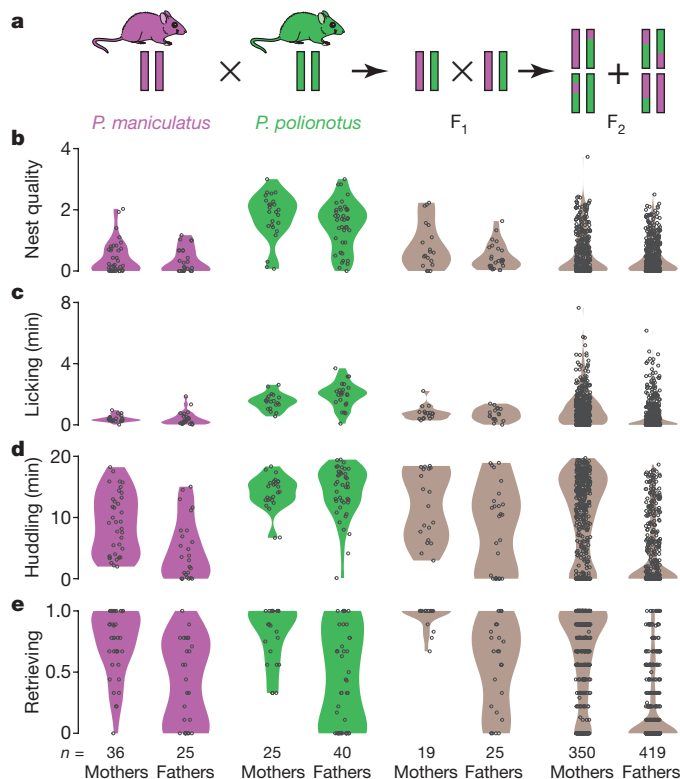 a
P. maniculatus
P. polionotus
F1
F2
b
Nest quality
4
2
0
c
Licking (min)
8
4
0
d
Huddling (min)
20
10
0
e
Retrieving
1.0
0.5
0
n = 36 25 25 40 19 25 350 419
Mothers Fathers Mothers Fathers Mothers Fathers Mothers Fathers